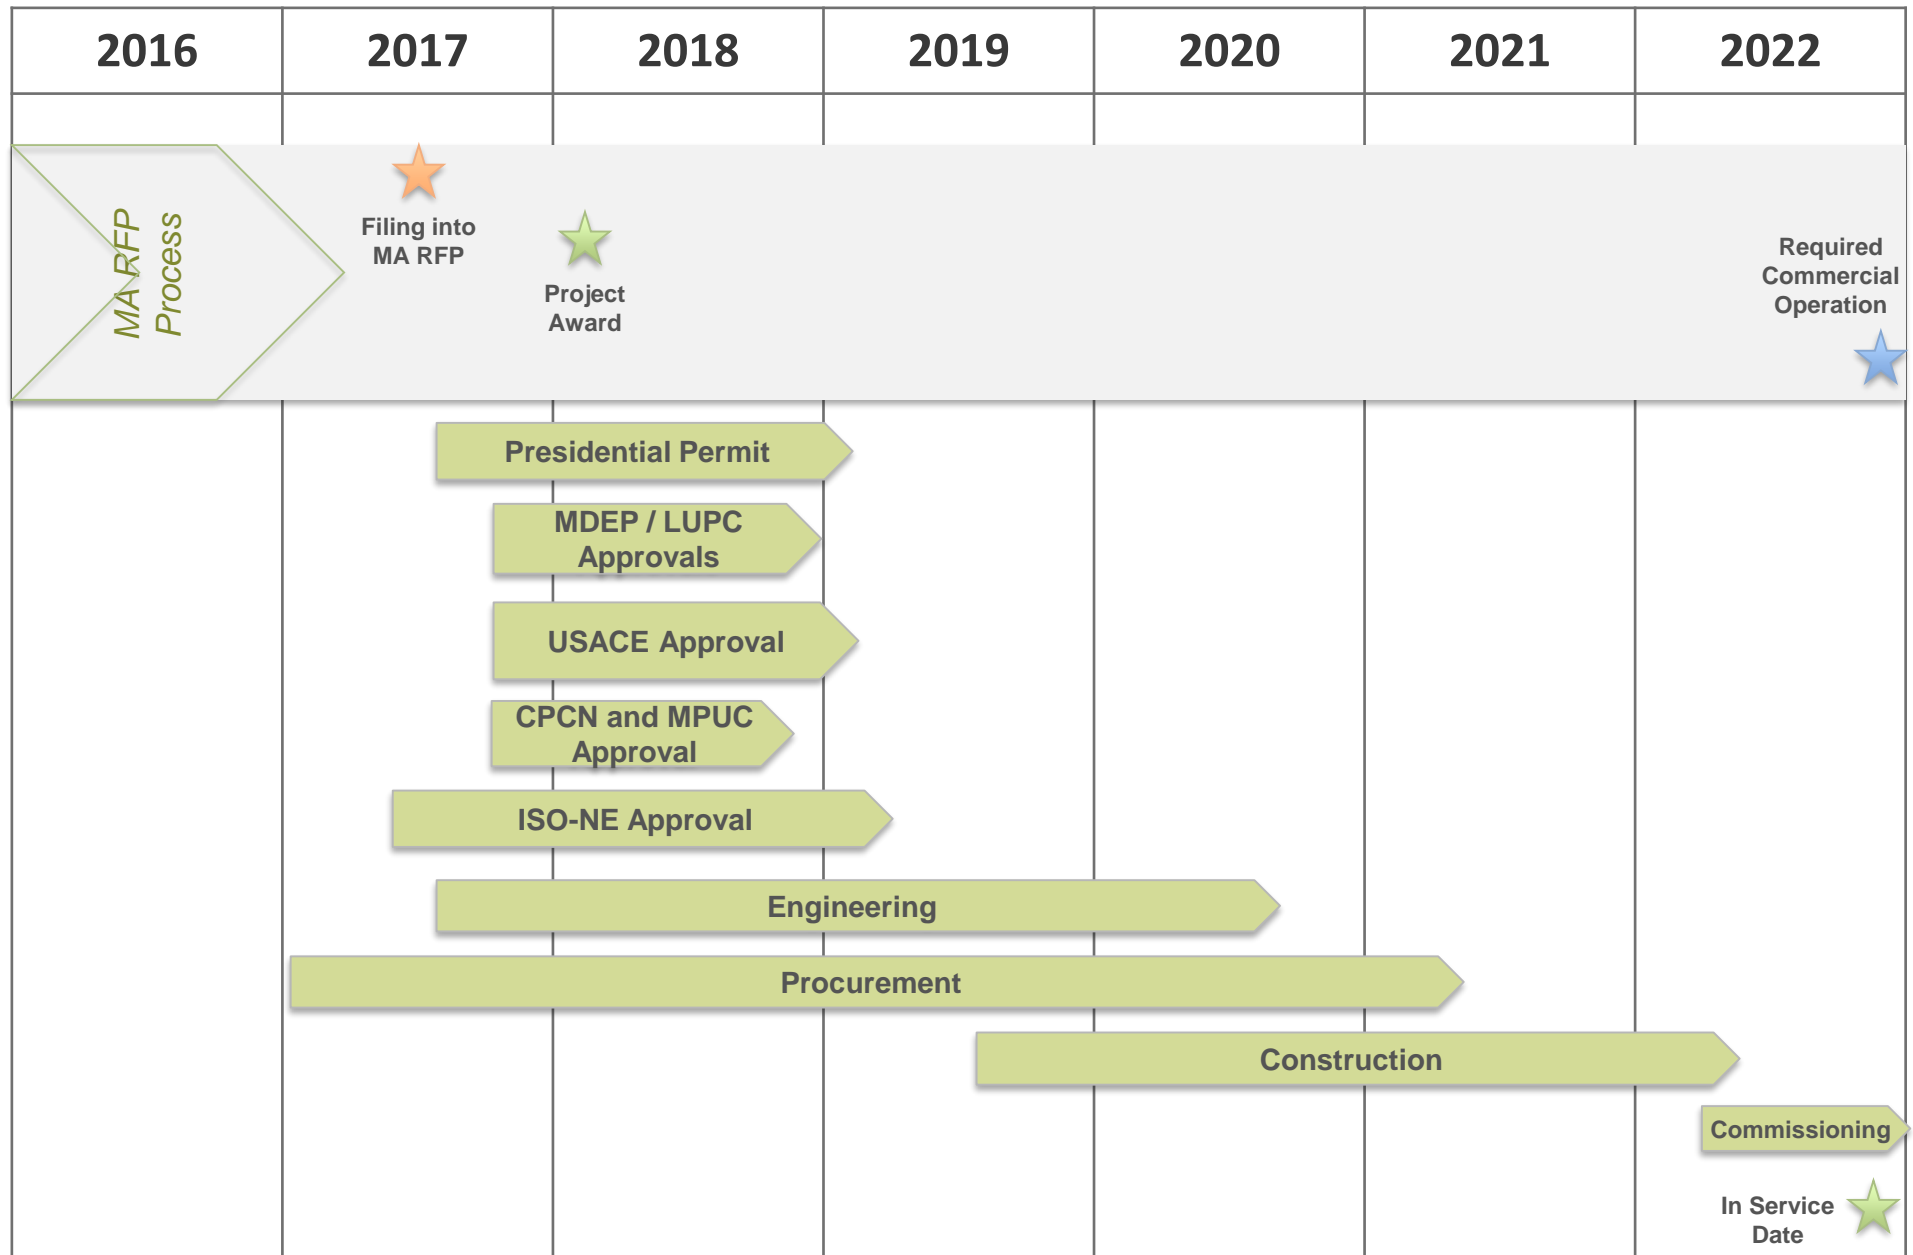 2016 2017 2018 2019 2020 2021 2022
MA RFP
Process
Filing into
MA RFP
Project
Award
Required
Commercial
Operation
Presidential Permit
MDEP / LUPC
Approvals
USACE Approval
CPCN and MPUC
Approval
ISO-NE Approval
Engineering
Procurement
Construction
Commissioning
In Service
Date